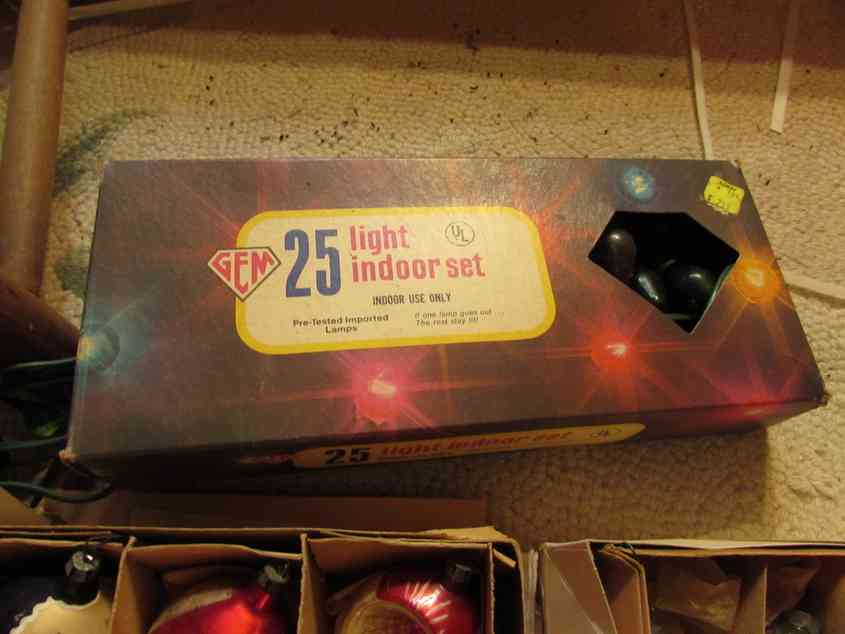 GEM
25 light
indoor set
UL
INDOOR USE ONLY
Pre-Tested Imported
Lamps
if one lamp goes out
The rest stay lit!
25 light indoor set
UL